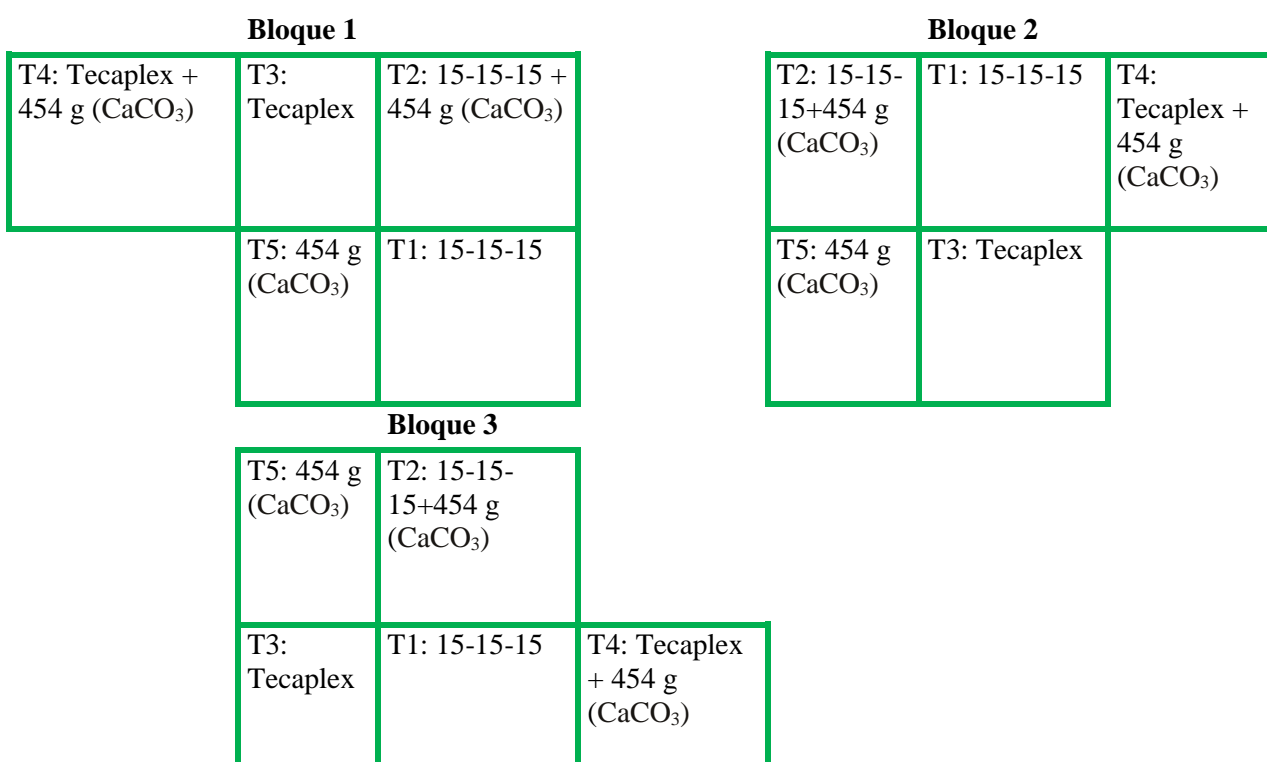 Bloque 1
T4: Tecaplex +
454 g (CaCO₃)
T3:
Tecaplex
T2: 15-15-15 +
454 g (CaCO₃)
T5: 454 g
(CaCO₃)
T1: 15-15-15
Bloque 2
T2: 15-15-
15+454 g
(CaCO₃)
T1: 15-15-15
T4:
Tecaplex +
454 g
(CaCO₃)
T5: 454 g
(CaCO₃)
T3: Tecaplex
Bloque 3
T5: 454 g
(CaCO₃)
T2: 15-15-
15+454 g
(CaCO₃)
T3:
Tecaplex
T1: 15-15-15
T4: Tecaplex
+ 454 g
(CaCO₃)